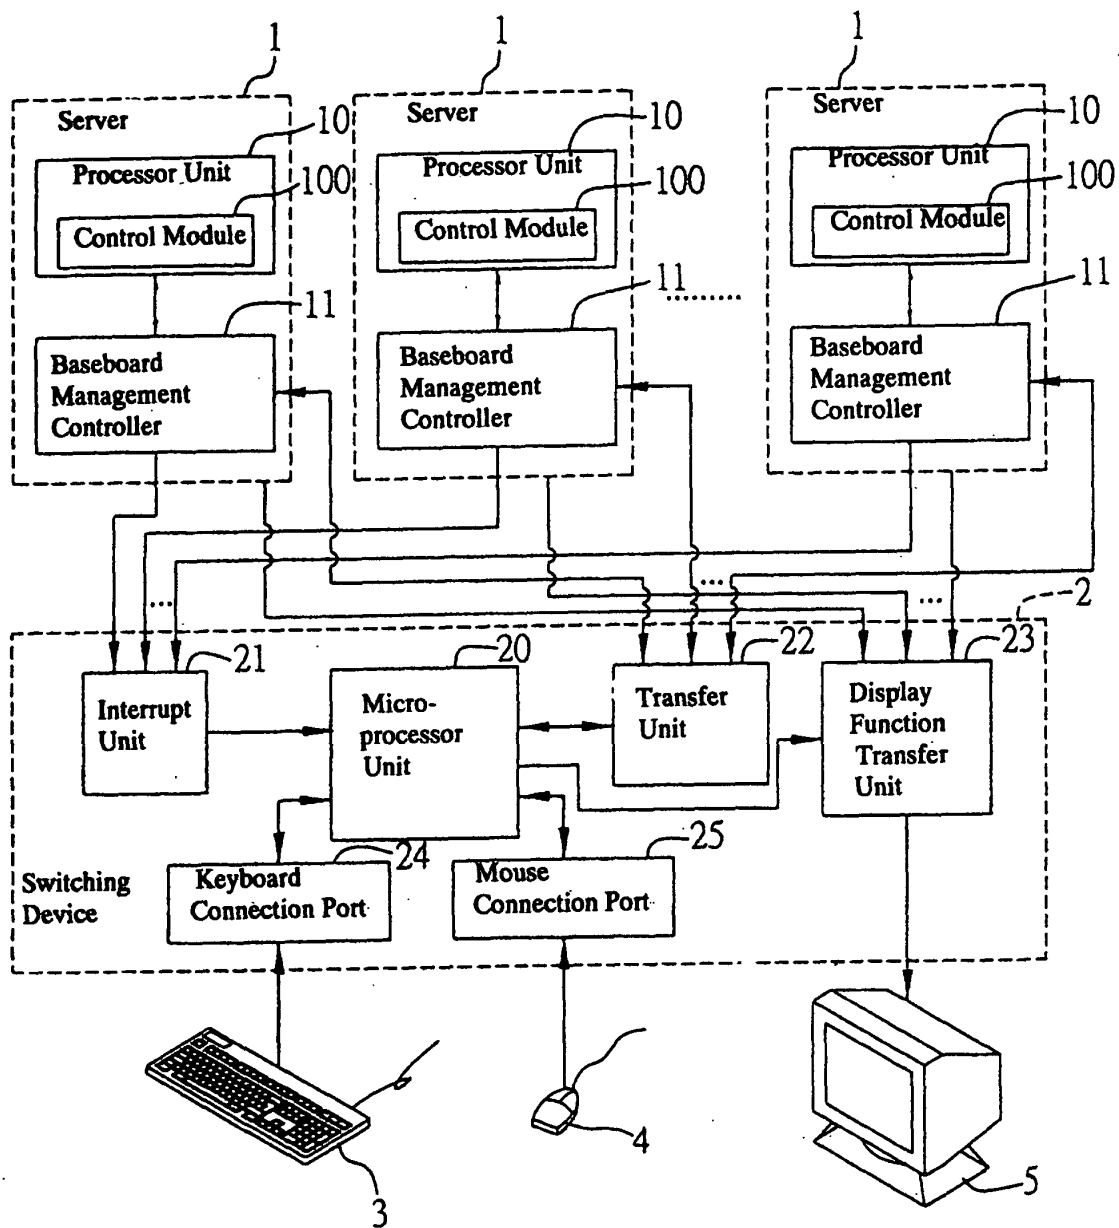 1
1
1
Server
10
Processor Unit
100
Control Module
11
Baseboard
Management
Controller
Server
10
Processor Unit
100
Control Module
11
Baseboard
Management
Controller
.........
Server
10
Processor Unit
100
Control Module
11
Baseboard
Management
Controller
...
...
...
2
21
Interrupt
Unit
20
Micro-
processor
Unit
22
Transfer
Unit
23
Display
Function
Transfer
Unit
24
Keyboard
Connection Port
25
Mouse
Connection Port
Switching
Device
3
4
5